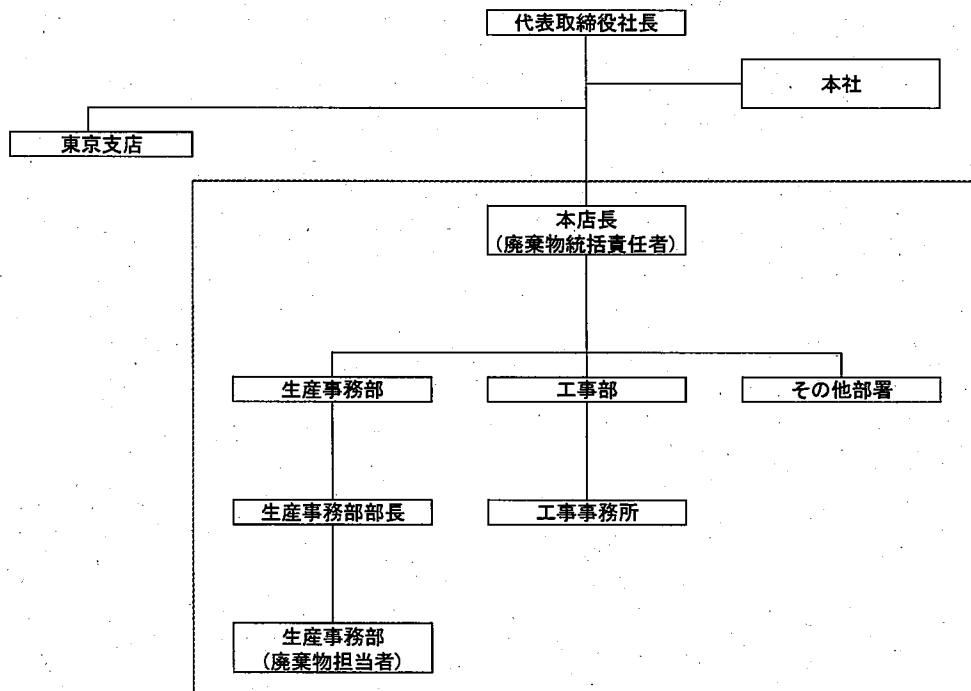 代表取締役社長
本社
東京支店
本店長
(廃棄物統括責任者)
生産事務部
工事部
その他部署
生産事務部部長
工事事務所
生産事務部
(廃棄物担当者)